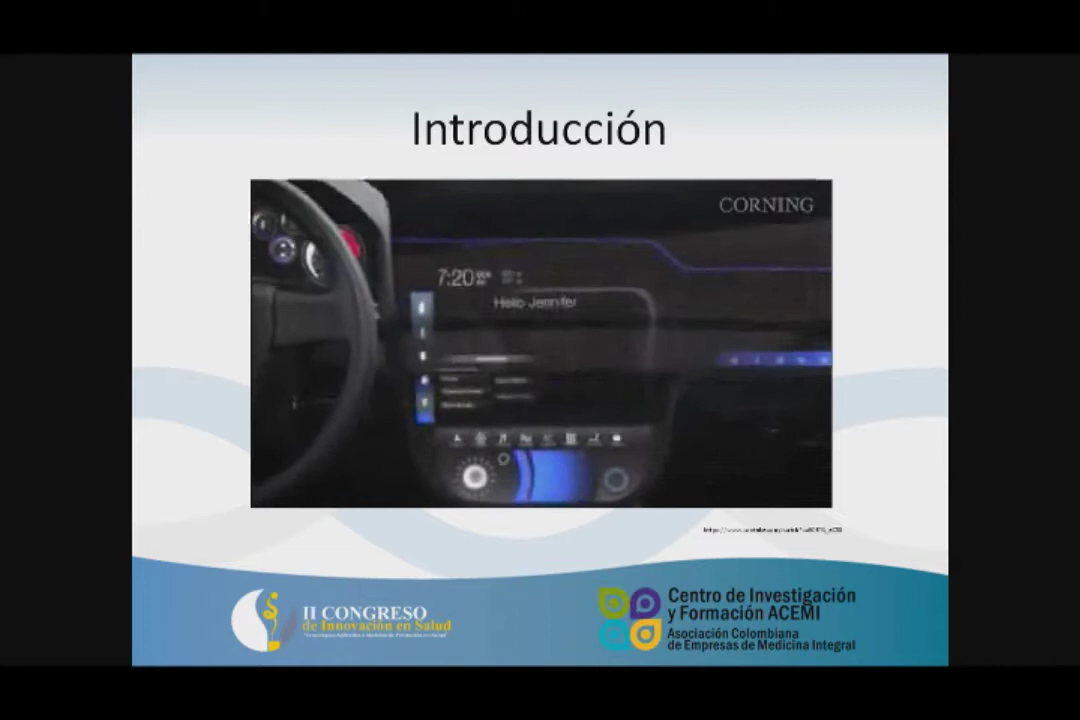 Introducción
CORNING
7:20
Hello Jennifer
II CONGRESO
de Innovación en Salud
Centro de Investigación
y Formación ACEMI
Asociación Colombiana
de Empresas de Medicina Integral